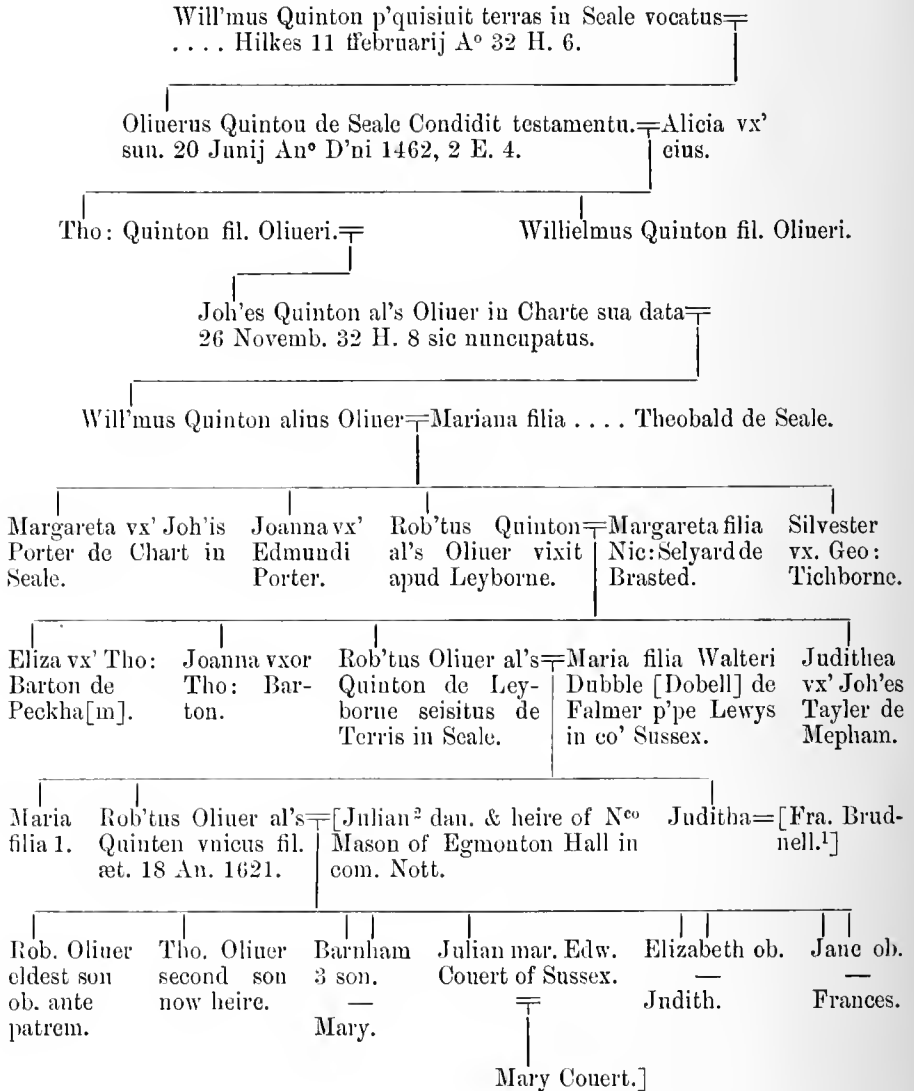 Will'mus Quinton p'quisiuit terras in Seale vocatus
. . . . Hilkes 11 ffebruarij Aº 32 H. 6.
Oliuerus Quinton de Seale Condidit testamentu.
sun. 20 Junij Anº D'ni 1462, 2 E. 4.
Alicia vx'
eius.
Tho: Quinton fil. Oliueri.
Willielmus Quinton fil. Oliueri.
Joh'es Quinton al's Oliuer in Charte sua data
26 Novemb. 32 H. 8 sic nuncupatus.
Will'mus Quinton alius Oliuer
Mariana filia . . . . Theobald de Seale.
Margareta vx' Joh'is
Porter de Chart in
Seale.
Joanna vx'
Edmundi
Porter.
Rob'tus Quinton
al's Oliuer vixit
apud Leyborne.
Margareta filia
Nic: Selyard de
Brasted.
Silvester
vx. Geo:
Tichborne.
Eliza vx' Tho:
Barton de
Peckha[m].
Joanna vxor
Tho: Bar-
ton.
Rob'tus Oliuer al's
Quinton de Ley-
borne seisitus de
Terris in Seale.
Maria filia Walteri
Dubble [Dobell] de
Falmer p'pe Lewys
in co' Sussex.
Judithea
vx' Joh'es
Tayler de
Mepham.
Maria
filia 1.
Rob'tus Oliuer al's
Quinten vnicus fil.
æt. 18 An. 1621.
[Julian ² dau. & heire of Nᶜᵒ
Mason of Egmonton Hall in
com. Nott.
Juditha
[Fra. Brud-
nell.¹]
Rob. Oliuer
eldest son
ob. ante
patrem.
Tho. Oliuer
second son
now heire.
Barnham
3 son.
—
Mary.
Julian mar. Edw.
Couert of Sussex.
Elizabeth ob.
—
Judith.
Jane ob.
—
Frances.
Mary Couert.]